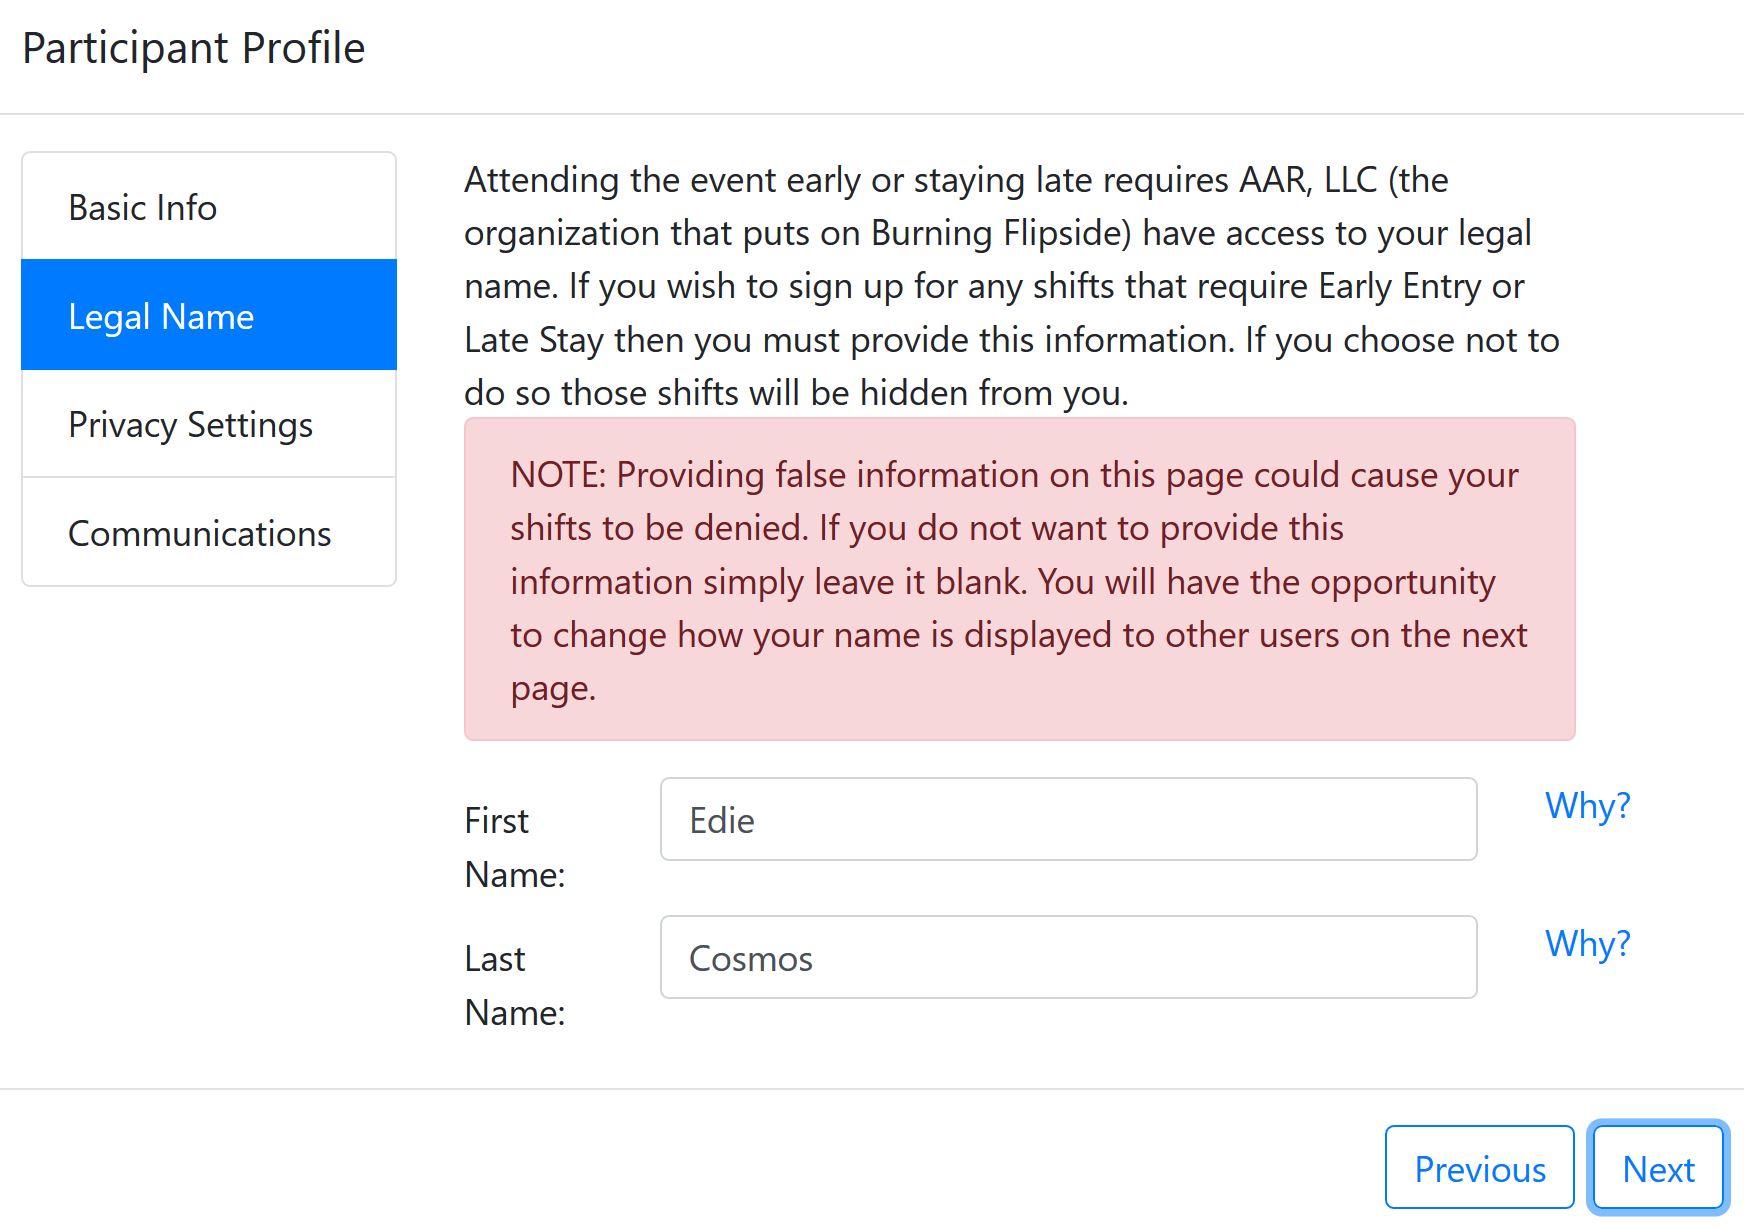 Participant Profile
Basic Info
Legal Name
Privacy Settings
Communications
Attending the event early or staying late requires AAR, LLC (the
organization that puts on Burning Flipside) have access to your legal
name. If you wish to sign up for any shifts that require Early Entry or
Late Stay then you must provide this information. If you choose not to
do so those shifts will be hidden from you.
NOTE: Providing false information on this page could cause your
shifts to be denied. If you do not want to provide this
information simply leave it blank. You will have the opportunity
to change how your name is displayed to other users on the next
page.
First
Name:
Edie
Why?
Last
Name:
Cosmos
Why?
Previous
Next